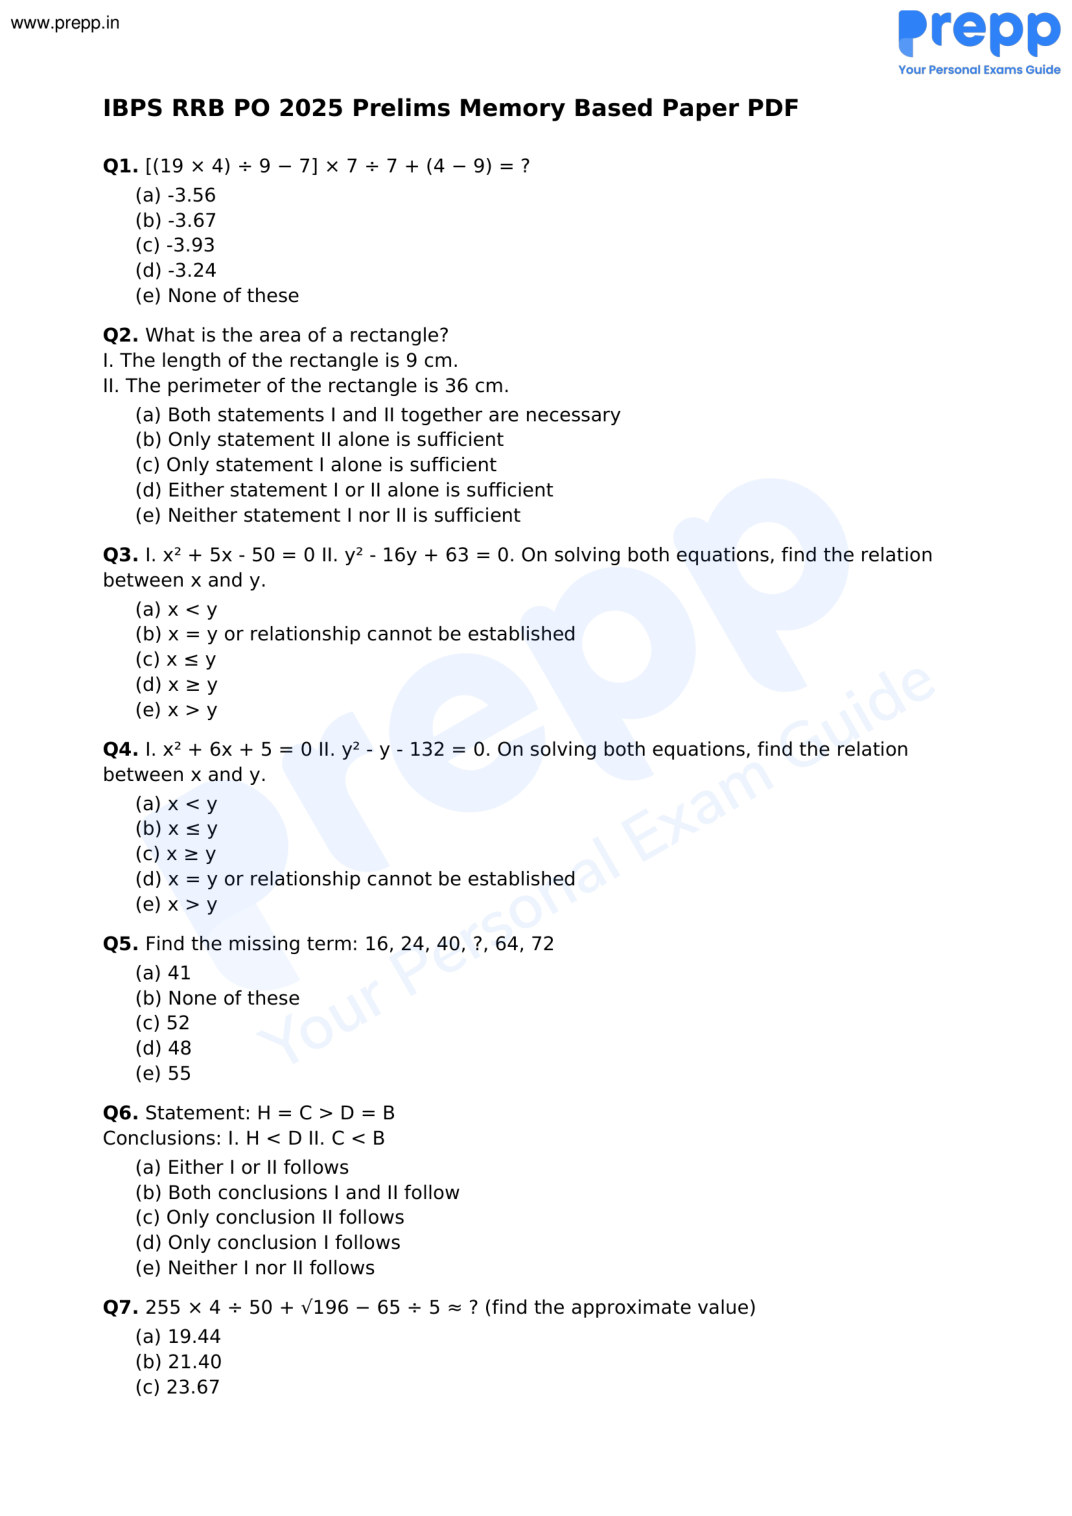 www.prepp.in
Prepp
Your Personal Exams Guide
IBPS RRB PO 2025 Prelims Memory Based Paper PDF
Q1. [(19 × 4) ÷ 9 − 7] × 7 ÷ 7 + (4 − 9) = ?
(a) -3.56
(b) -3.67
(c) -3.93
(d) -3.24
(e) None of these
Q2. What is the area of a rectangle?
I. The length of the rectangle is 9 cm.
II. The perimeter of the rectangle is 36 cm.
(a) Both statements I and II together are necessary
(b) Only statement II alone is sufficient
(c) Only statement I alone is sufficient
(d) Either statement I or II alone is sufficient
(e) Neither statement I nor II is sufficient
Q3. I. x² + 5x - 50 = 0 II. y² - 16y + 63 = 0. On solving both equations, find the relation
between x and y.
(a) x < y
(b) x = y or relationship cannot be established
(c) x ≤ y
(d) x ≥ y
(e) x > y
Q4. I. x² + 6x + 5 = 0 II. y² - y - 132 = 0. On solving both equations, find the relation
between x and y.
(a) x < y
(b) x ≤ y
(c) x ≥ y
(d) x = y or relationship cannot be established
(e) x > y
Q5. Find the missing term: 16, 24, 40, ?, 64, 72
(a) 41
(b) None of these
(c) 52
(d) 48
(e) 55
Q6. Statement: H = C > D = B
Conclusions: I. H < D II. C < B
(a) Either I or II follows
(b) Both conclusions I and II follow
(c) Only conclusion II follows
(d) Only conclusion I follows
(e) Neither I nor II follows
Q7. 255 × 4 ÷ 50 + √196 − 65 ÷ 5 ≈ ? (find the approximate value)
(a) 19.44
(b) 21.40
(c) 23.67
Prepp
Your Personal Exam Guide